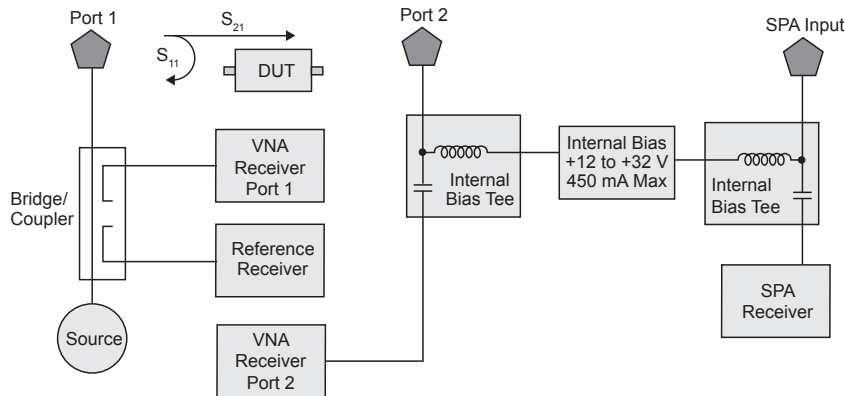 Port 1
S21
S11
DUT
Port 2
SPA Input
VNA
Receiver
Port 1
Bridge/
Coupler
Reference
Receiver
Source
VNA
Receiver
Port 2
Internal
Bias Tee
Internal Bias
+12 to +32 V
450 mA Max
Internal
Bias Tee
SPA
Receiver